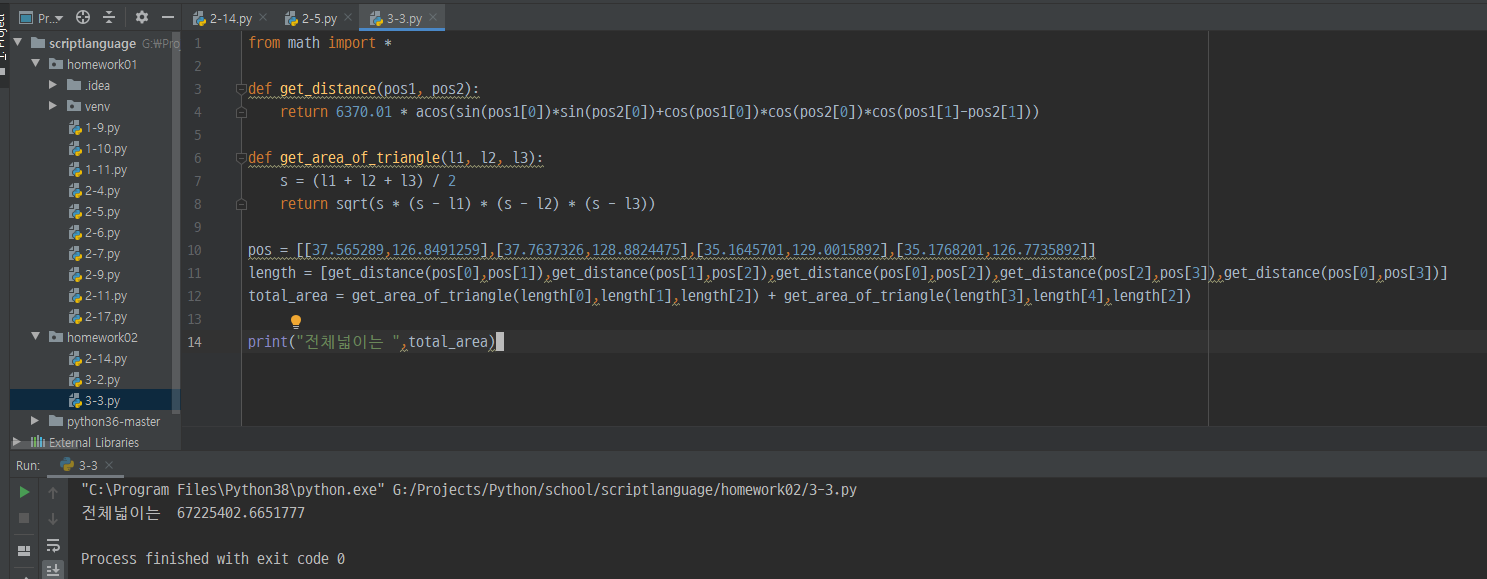 Pr...
2-14.py
2-5.py
3-3.py
1: Project
scriptlanguage G:\Pro
homework01
.idea
venv
1-9.py
1-10.py
1-11.py
2-4.py
2-5.py
2-6.py
2-7.py
2-9.py
2-11.py
2-17.py
homework02
2-14.py
3-2.py
3-3.py
python36-master
External Libraries
1 from math import *
2
3 def get_distance(pos1, pos2):
4 return 6370.01 * acos(sin(pos1[0])*sin(pos2[0])+cos(pos1[0])*cos(pos2[0])*cos(pos1[1]-pos2[1]))
5
6 def get_area_of_triangle(l1, l2, l3):
7 s = (l1 + l2 + l3) / 2
8 return sqrt(s * (s - l1) * (s - l2) * (s - l3))
9
10 pos = [[37.565289,126.8491259],[37.7637326,128.8824475],[35.1645701,129.0015892],[35.1768201,126.7735892]]
11 length = [get_distance(pos[0],pos[1]),get_distance(pos[1],pos[2]),get_distance(pos[0],pos[2]),get_distance(pos[2],pos[3]),get_distance(pos[0],pos[3])]
12 total_area = get_area_of_triangle(length[0],length[1],length[2]) + get_area_of_triangle(length[3],length[4],length[2])
13
14 print("전체넓이는 ",total_area)
Run: 3-3
"C:\Program Files\Python38\python.exe" G:/Projects/Python/school/scriptlanguage/homework02/3-3.py
전체넓이는  67225402.6651777
Process finished with exit code 0